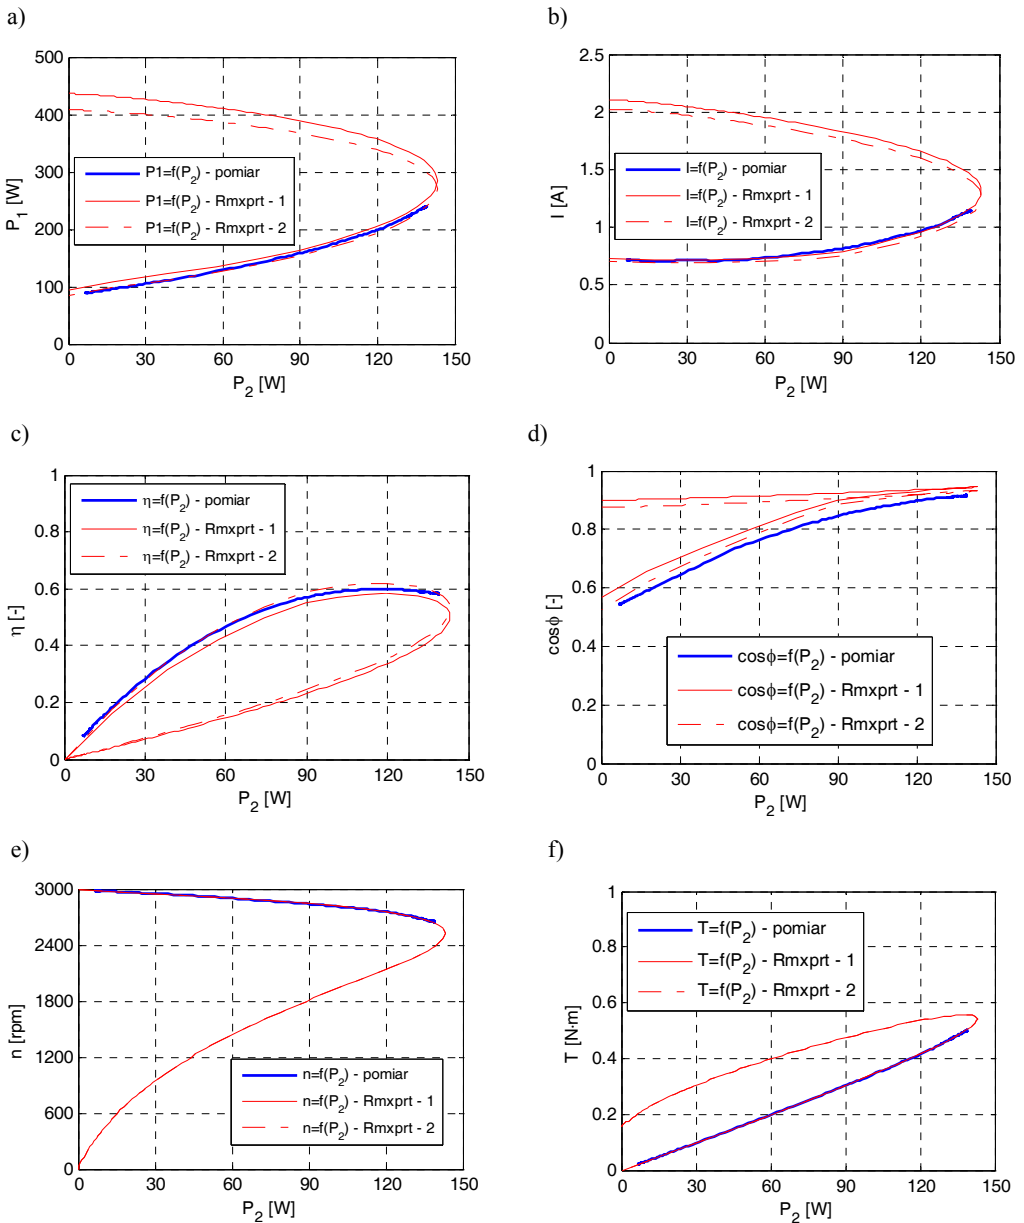 a)
500
400
300
200
100
0
P1 [W]
P1=f(P2) - pomiar
P1=f(P2) - Rmxprt - 1
P1=f(P2) - Rmxprt - 2
0 30 60 90 120 150
P2 [W]
b)
2.5
2
1.5
1
0.5
0
I [A]
I=f(P2) - pomiar
I=f(P2) - Rmxprt - 1
I=f(P2) - Rmxprt - 2
0 30 60 90 120 150
P2 [W]
c)
1
0.8
0.6
0.4
0.2
0
η [-]
η=f(P2) - pomiar
η=f(P2) - Rmxprt - 1
η=f(P2) - Rmxprt - 2
0 30 60 90 120 150
P2 [W]
d)
1
0.8
0.6
0.4
0.2
0
cosϕ [-]
cosϕ=f(P2) - pomiar
cosϕ=f(P2) - Rmxprt - 1
cosϕ=f(P2) - Rmxprt - 2
0 30 60 90 120 150
P2 [W]
e)
3000
2400
1800
1200
600
0
n [rpm]
n=f(P2) - pomiar
n=f(P2) - Rmxprt - 1
n=f(P2) - Rmxprt - 2
0 30 60 90 120 150
P2 [W]
f)
1
0.8
0.6
0.4
0.2
0
T [N·m]
T=f(P2) - pomiar
T=f(P2) - Rmxprt - 1
T=f(P2) - Rmxprt - 2
0 30 60 90 120 150
P2 [W]